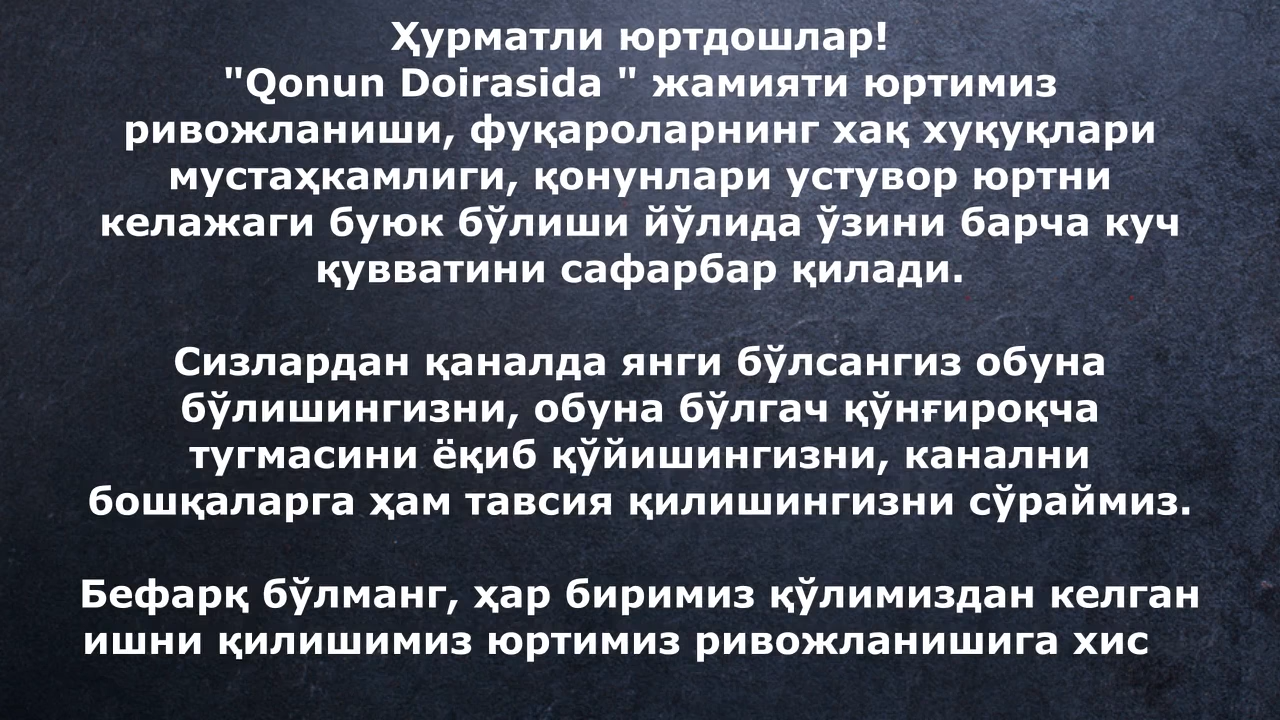 Ҳурматли юртдошлар!
"Qonun Doirasida " жамияти юртимиз
ривожланиши, фуқароларнинг хақ хуқуқлари
мустаҳкамлиги, қонунлари устувор юртни
келажаги буюк бўлиши йўлида ўзини барча куч
қувватини сафарбар қилади.
Сизлардан қаналда янги бўлсангиз обуна
бўлишингизни, обуна бўлгач қўнғироқча
тугмасини ёқиб қўйишингизни, канални
бошқаларга ҳам тавсия қилишингизни сўраймиз.
Бефарқ бўлманг, ҳар биримиз қўлимиздан келган
ишни қилишимиз юртимиз ривожланишига хис